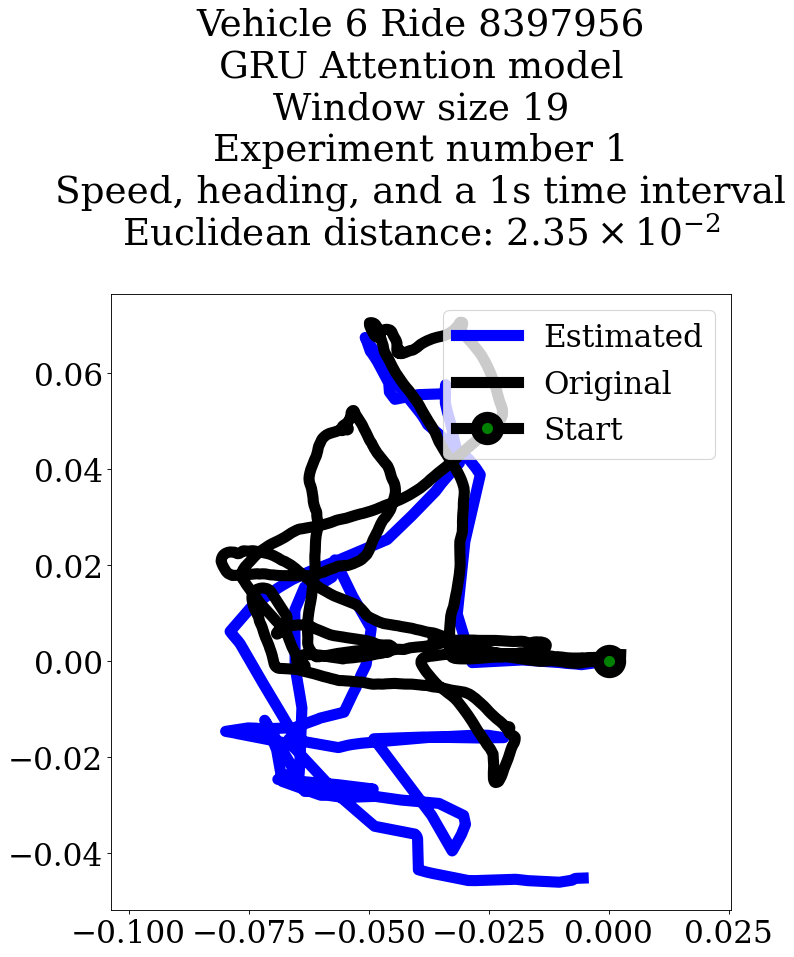 Vehicle 6 Ride 8397956
GRU Attention model
Window size 19
Experiment number 1
Speed, heading, and a 1s time interval
Euclidean distance: 2.35 × 10⁻²
Estimated
Original
Start
0.06
0.04
0.02
0.00
−0.02
−0.04
−0.100 −0.075 −0.050 −0.025 0.000 0.025